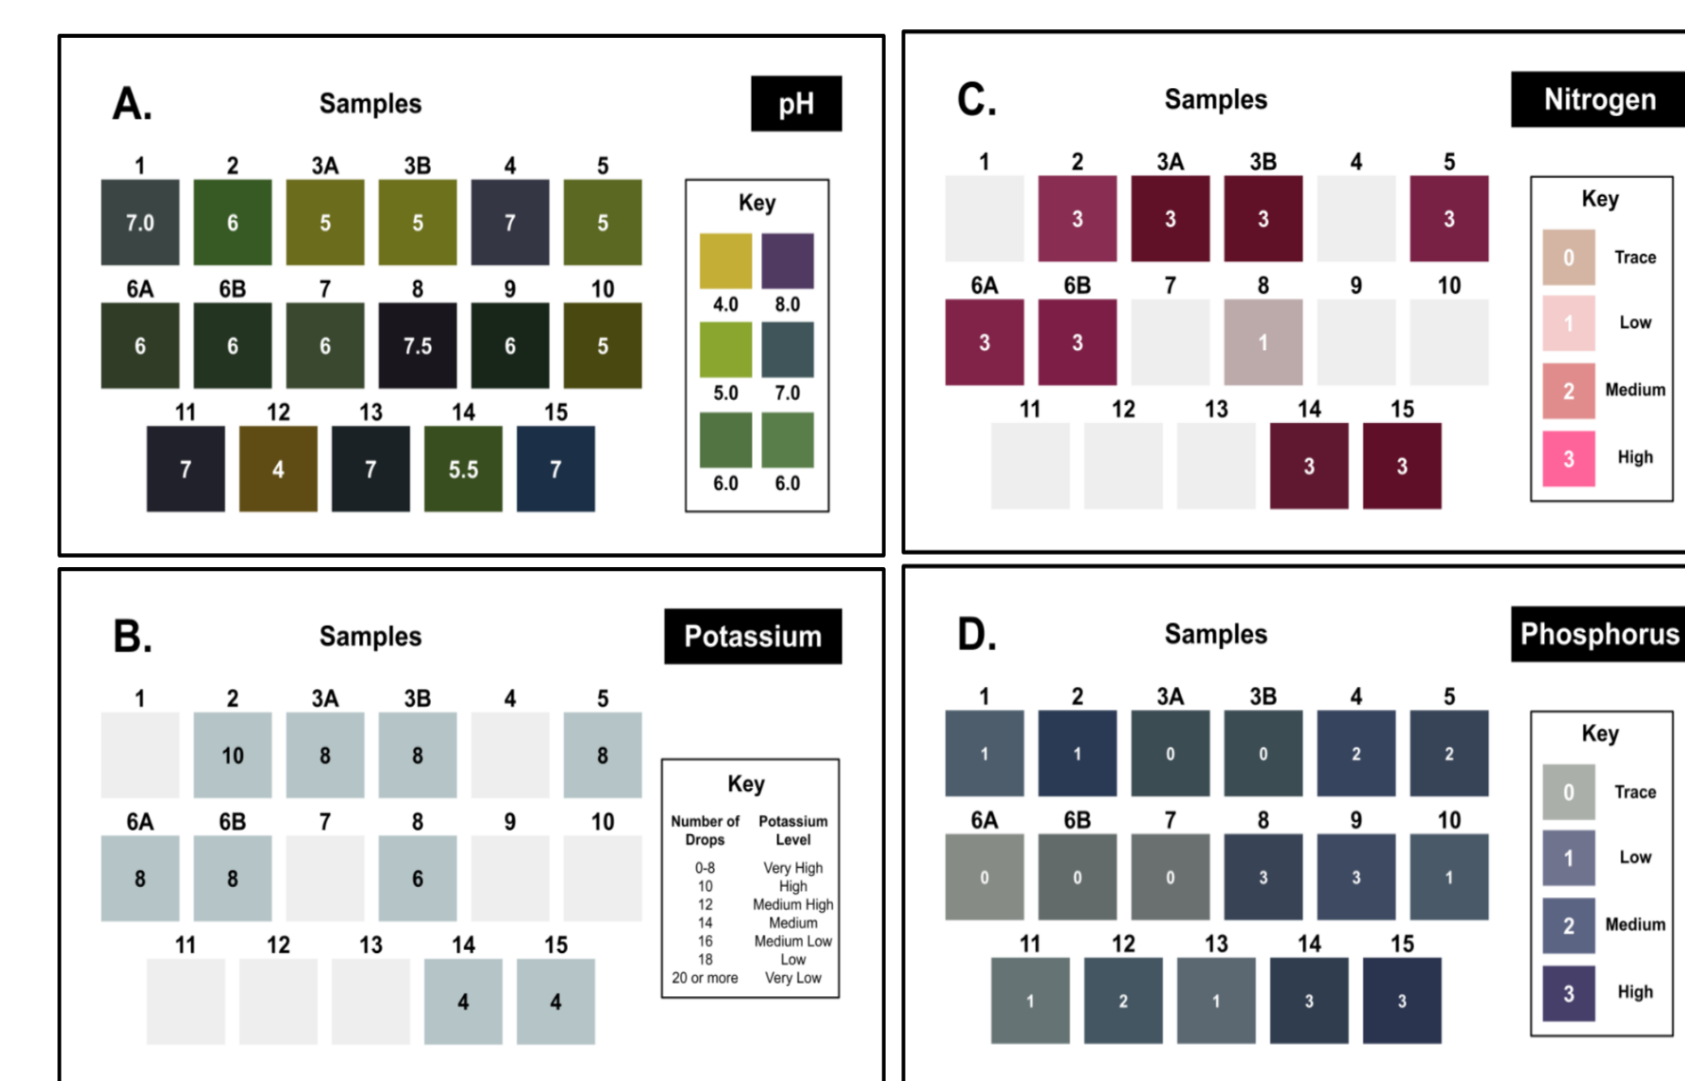 A.
Samples
pH
1 2 3A 3B 4 5
7.0 6 5 5 7 5
6A 6B 7 8 9 10
6 6 6 7.5 6 5
11 12 13 14 15
7 4 7 5.5 7
Key
4.0 8.0
5.0 7.0
6.0 6.0
C.
Samples
Nitrogen
1 2 3A 3B 4 5
3 3 3 3
6A 6B 7 8 9 10
3 3 1
11 12 13 14 15
3 3
Key
0 Trace
1 Low
2 Medium
3 High
B.
Samples
Potassium
1 2 3A 3B 4 5
10 8 8 8
6A 6B 7 8 9 10
8 8 6
11 12 13 14 15
4 4
Key
Number of Drops Potassium Level
0-8 Very High
10 High
12 Medium High
14 Medium
16 Medium Low
18 Low
20 or more Very Low
D.
Samples
Phosphorus
1 2 3A 3B 4 5
1 1 0 0 2 2
6A 6B 7 8 9 10
0 0 0 3 3 1
11 12 13 14 15
1 2 1 3 3
Key
0 Trace
1 Low
2 Medium
3 High